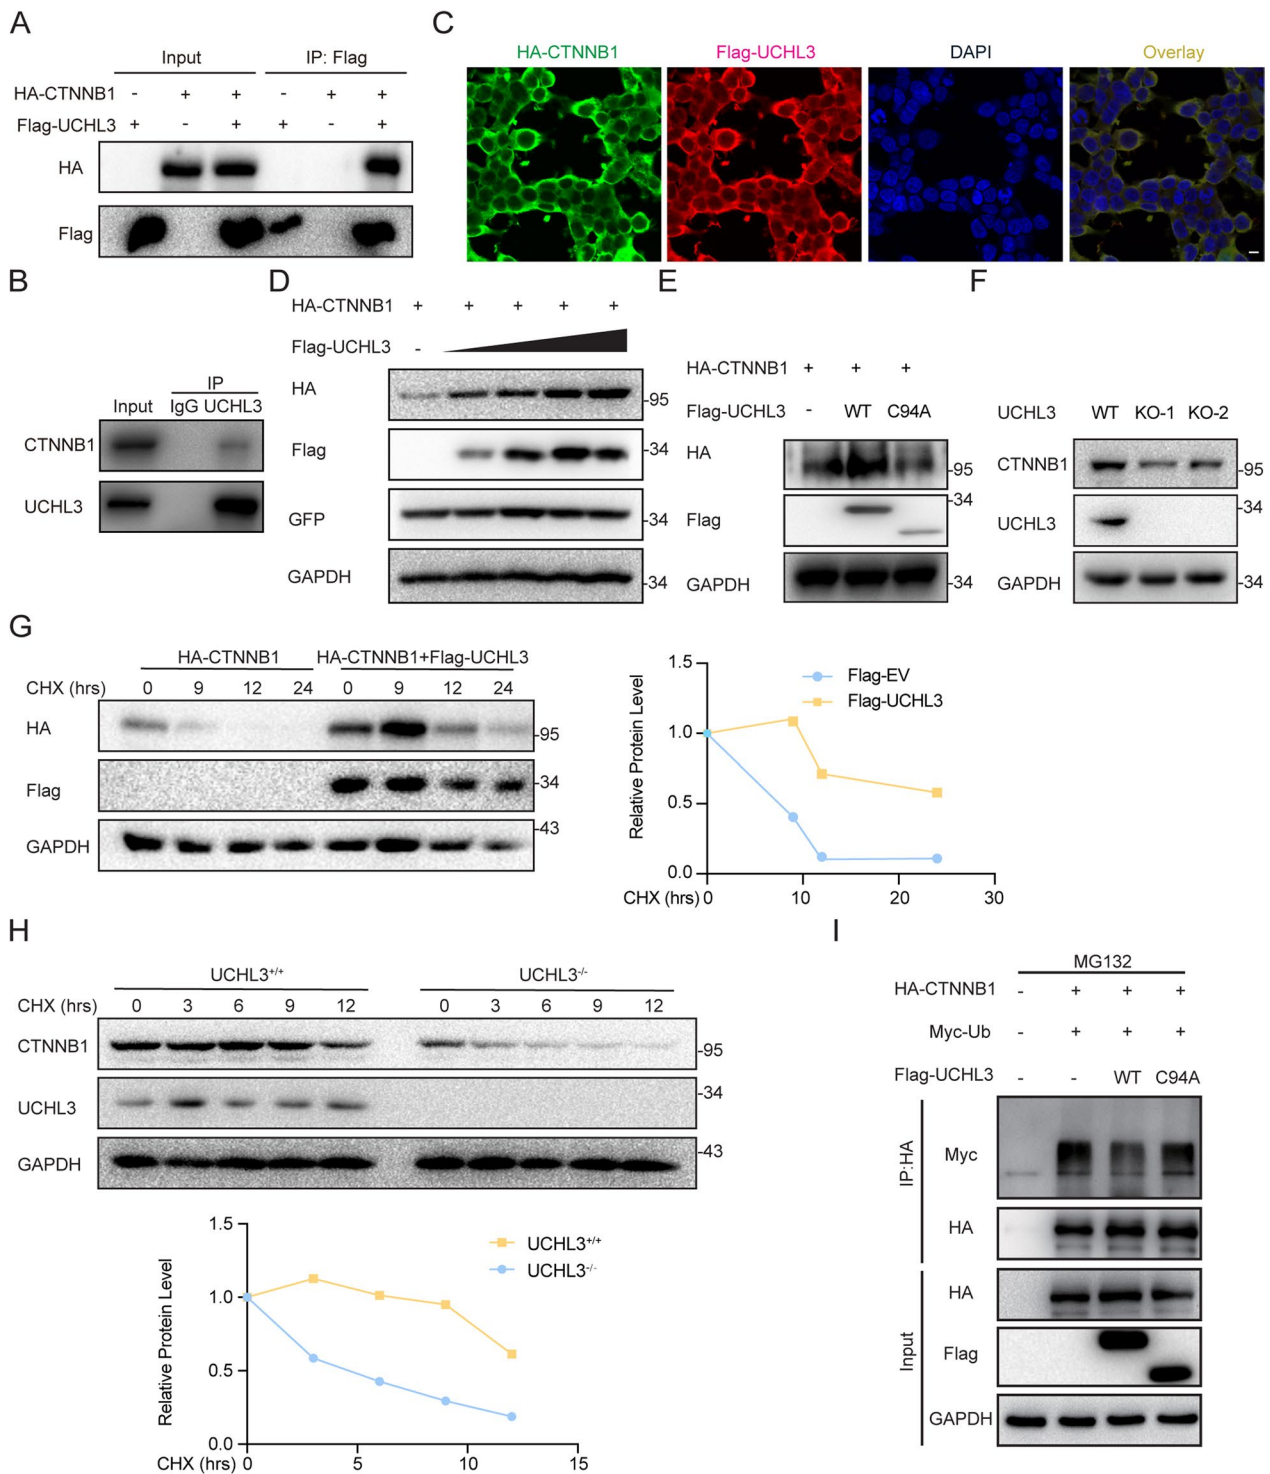 A
Input IP: Flag
HA-CTNNB1 - + + - + +
Flag-UCHL3 + - + + - +
HA
Flag
B
IP
Input IgG UCHL3
CTNNB1
UCHL3
C
HA-CTNNB1 Flag-UCHL3 DAPI Overlay
D
HA-CTNNB1 + + + + +
Flag-UCHL3 -
HA -95
Flag -34
GFP -34
GAPDH -34
E
HA-CTNNB1 + + +
Flag-UCHL3 - WT C94A
HA -95
Flag -34
GAPDH -34
F
UCHL3 WT KO-1 KO-2
CTNNB1 -95
UCHL3 -34
GAPDH -34
G
HA-CTNNB1 HA-CTNNB1+Flag-UCHL3
CHX (hrs) 0 9 12 24 0 9 12 24
HA -95
Flag -34
GAPDH -43
Relative Protein Level
1.5
1.0
0.5
0.0
Flag-EV
Flag-UCHL3
CHX (hrs) 0 10 20 30
H
UCHL3+/+ UCHL3-/-
CHX (hrs) 0 3 6 9 12 0 3 6 9 12
CTNNB1 -95
UCHL3 -34
GAPDH -43
Relative Protein Level
1.5
1.0
0.5
0.0
UCHL3+/+
UCHL3-/-
CHX (hrs) 0 5 10 15
I
MG132
HA-CTNNB1 - + + +
Myc-Ub - + + +
Flag-UCHL3 - - WT C94A
IP:HA
Myc
HA
Input
HA
Flag
GAPDH